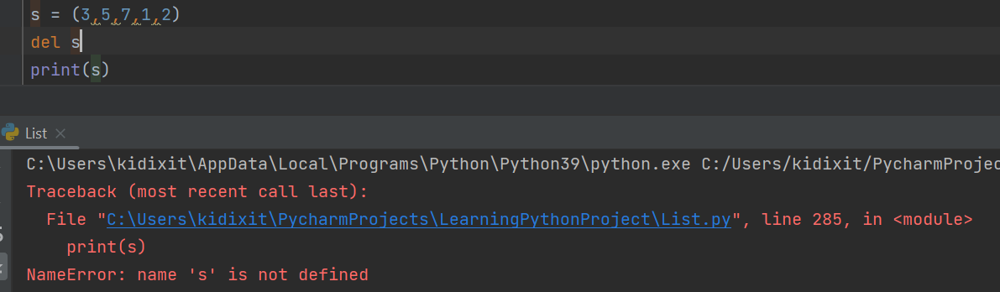 s = (3,5,7,1,2)
del s
print(s)
List
C:\Users\kidixit\AppData\Local\Programs\Python\Python39\python.exe C:/Users/kidixit/PycharmProjec
Traceback (most recent call last):
File "C:\Users\kidixit\PycharmProjects\LearningPythonProject\List.py", line 285, in <module>
print(s)
NameError: name 's' is not defined